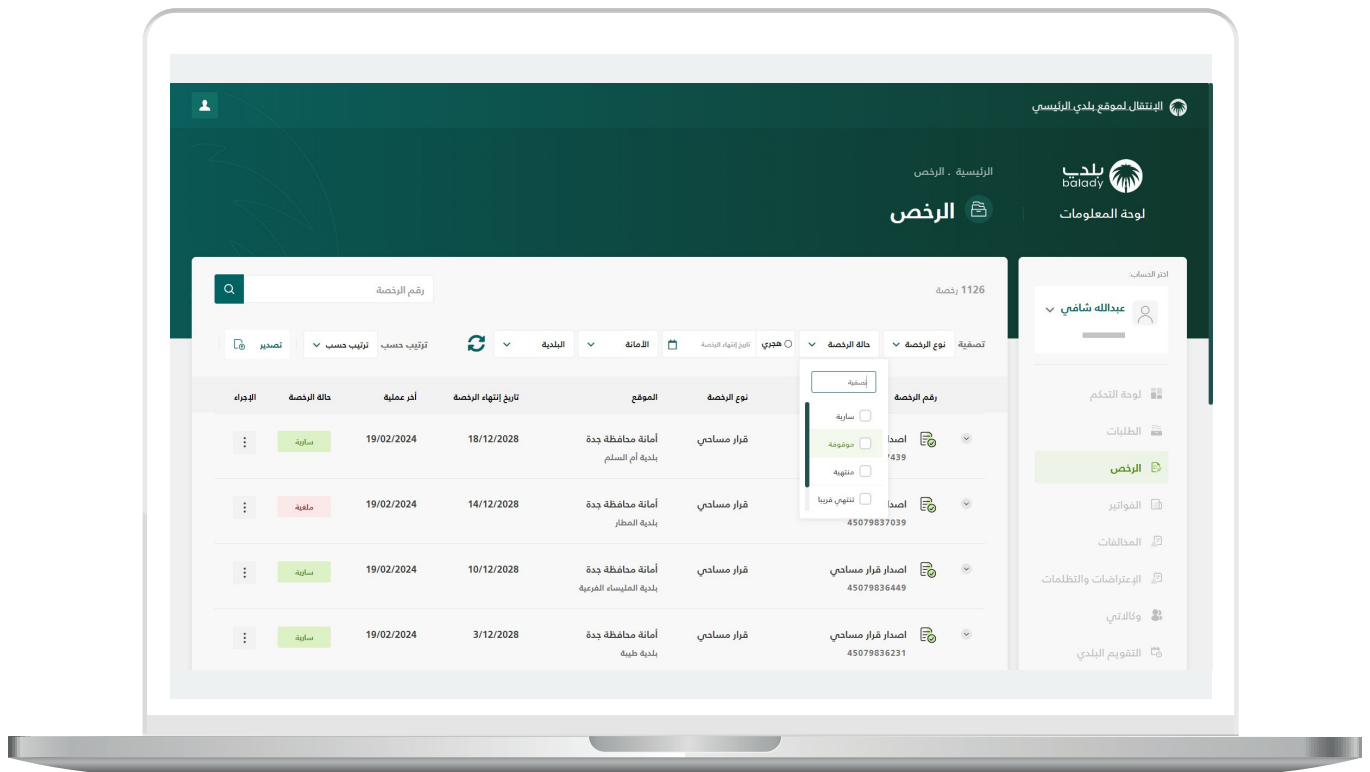 الإنتقال لموقع بلدي الرئيسي
بلدي
balady
لوحة المعلومات
الرئيسية . الرخص
الرخص
اختر الحساب:
عبدالله شافي
لوحة التحكم
الطلبات
الرخص
الفواتير
المخالفات
الإعتراضات والتظلمات
وكالاتي
التقويم البلدي
1126 رخصة
رقم الرخصة
تصفية نوع الرخصة حالة الرخصة هجري تاريخ إنتهاء الرخصة الأمانة البلدية ترتيب حسب ترتيب حسب تصدير
تصفية
سارية
موقوفة
منتهية
تنتهي قريبا
رقم الرخصة نوع الرخصة الموقع تاريخ إنتهاء الرخصة أخر عملية حالة الرخصة الإجراء
قرار مساحي أمانة محافظة جدة 18/12/2028 19/02/2024 سارية
7439 بلدية أم السلم
قرار مساحي أمانة محافظة جدة 14/12/2028 19/02/2024 ملغية
45079837039 بلدية المطار
اصدار قرار مساحي قرار مساحي أمانة محافظة جدة 10/12/2028 19/02/2024 سارية
45079836449 بلدية المليساء الفرعية
اصدار قرار مساحي قرار مساحي أمانة محافظة جدة 3/12/2028 19/02/2024 سارية
45079836231 بلدية طيبة